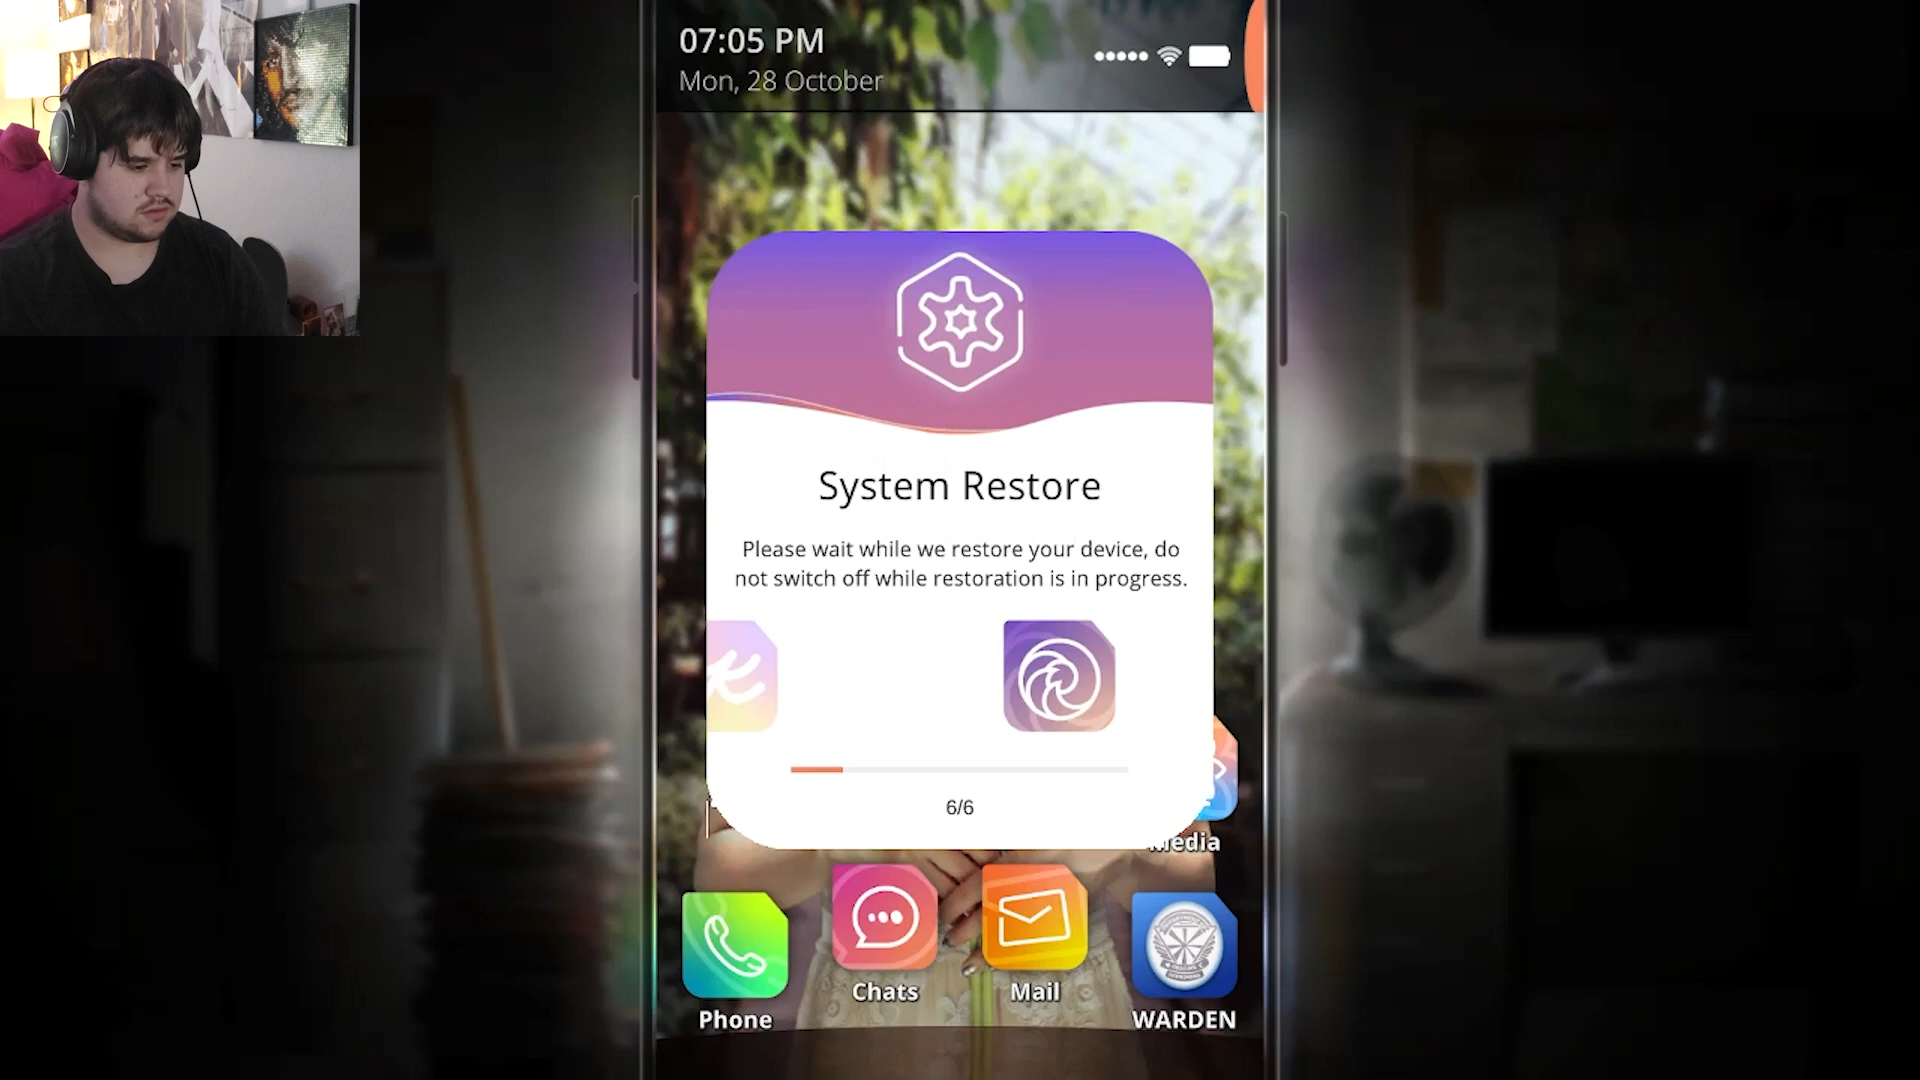 07:05 PM
Mon, 28 October
System Restore
Please wait while we restore your device, do
not switch off while restoration is in progress.
6/6
Media
Chats
Mail
Phone
WARDEN